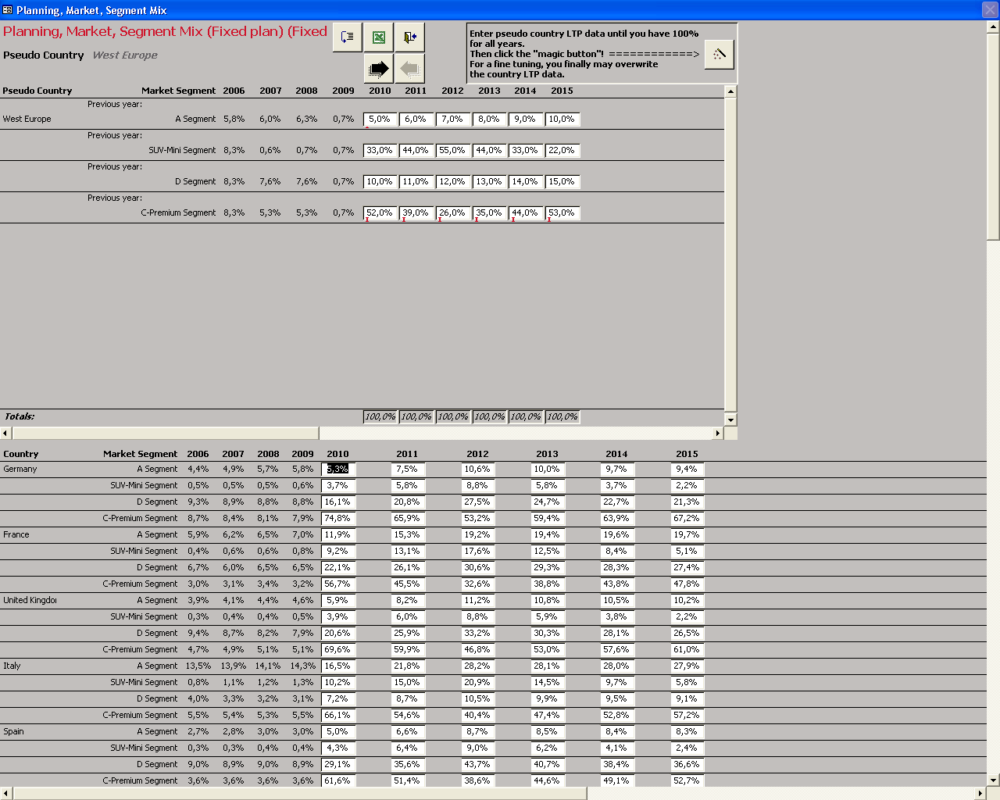 Planning, Market, Segment Mix
Planning, Market, Segment Mix (Fixed plan) (Fixed
Pseudo Country West Europe
Enter pseudo country LTP data until you have 100%
for all years.
Then click the "magic button"! ============>
For a fine tuning, you finally may overwrite
the country LTP data.
Pseudo Country Market Segment 2006 2007 2008 2009 2010 2011 2012 2013 2014 2015
Previous year:
West Europe A Segment 5,8% 6,0% 6,3% 0,7% 5,0% 6,0% 7,0% 8,0% 9,0% 10,0%
Previous year:
SUV-Mini Segment 8,3% 0,6% 0,7% 0,7% 33,0% 44,0% 55,0% 44,0% 33,0% 22,0%
Previous year:
D Segment 8,3% 7,6% 7,6% 0,7% 10,0% 11,0% 12,0% 13,0% 14,0% 15,0%
Previous year:
C-Premium Segment 8,3% 5,3% 5,3% 0,7% 52,0% 39,0% 26,0% 35,0% 44,0% 53,0%
Totals: 100,0% 100,0% 100,0% 100,0% 100,0% 100,0%
Country Market Segment 2006 2007 2008 2009 2010 2011 2012 2013 2014 2015
Germany A Segment 4,4% 4,9% 5,7% 5,8% 5,3% 7,5% 10,6% 10,0% 9,7% 9,4%
SUV-Mini Segment 0,5% 0,5% 0,5% 0,6% 3,7% 5,8% 8,8% 5,8% 3,7% 2,2%
D Segment 9,3% 8,9% 8,8% 8,8% 16,1% 20,8% 27,5% 24,7% 22,7% 21,3%
C-Premium Segment 8,7% 8,4% 8,1% 7,9% 74,8% 65,9% 53,2% 59,4% 63,9% 67,2%
France A Segment 5,9% 6,2% 6,5% 7,0% 11,9% 15,3% 19,2% 19,4% 19,6% 19,7%
SUV-Mini Segment 0,4% 0,6% 0,6% 0,8% 9,2% 13,1% 17,6% 12,5% 8,4% 5,1%
D Segment 6,7% 6,0% 6,5% 6,5% 22,1% 26,1% 30,6% 29,3% 28,3% 27,4%
C-Premium Segment 3,0% 3,1% 3,4% 3,2% 56,7% 45,5% 32,6% 38,8% 43,8% 47,8%
United Kingdo A Segment 3,9% 4,1% 4,4% 4,6% 5,9% 8,2% 11,2% 10,8% 10,5% 10,2%
SUV-Mini Segment 0,3% 0,4% 0,4% 0,5% 3,9% 6,0% 8,8% 5,9% 3,8% 2,2%
D Segment 9,4% 8,7% 8,2% 7,9% 20,6% 25,9% 33,2% 30,3% 28,1% 26,5%
C-Premium Segment 4,7% 4,9% 5,1% 5,1% 69,6% 59,9% 46,8% 53,0% 57,6% 61,0%
Italy A Segment 13,5% 13,9% 14,1% 14,3% 16,5% 21,8% 28,2% 28,1% 28,0% 27,9%
SUV-Mini Segment 0,8% 1,1% 1,2% 1,3% 10,2% 15,0% 20,9% 14,5% 9,7% 5,8%
D Segment 4,0% 3,3% 3,2% 3,1% 7,2% 8,7% 10,5% 9,9% 9,5% 9,1%
C-Premium Segment 5,5% 5,4% 5,3% 5,5% 66,1% 54,6% 40,4% 47,4% 52,8% 57,2%
Spain A Segment 2,7% 2,8% 3,0% 3,0% 5,0% 6,6% 8,7% 8,5% 8,4% 8,3%
SUV-Mini Segment 0,3% 0,3% 0,4% 0,4% 4,3% 6,4% 9,0% 6,2% 4,1% 2,4%
D Segment 9,0% 8,9% 9,0% 8,9% 29,1% 35,6% 43,7% 40,7% 38,4% 36,6%
C-Premium Segment 3,6% 3,6% 3,6% 3,6% 61,6% 51,4% 38,6% 44,6% 49,1% 52,7%